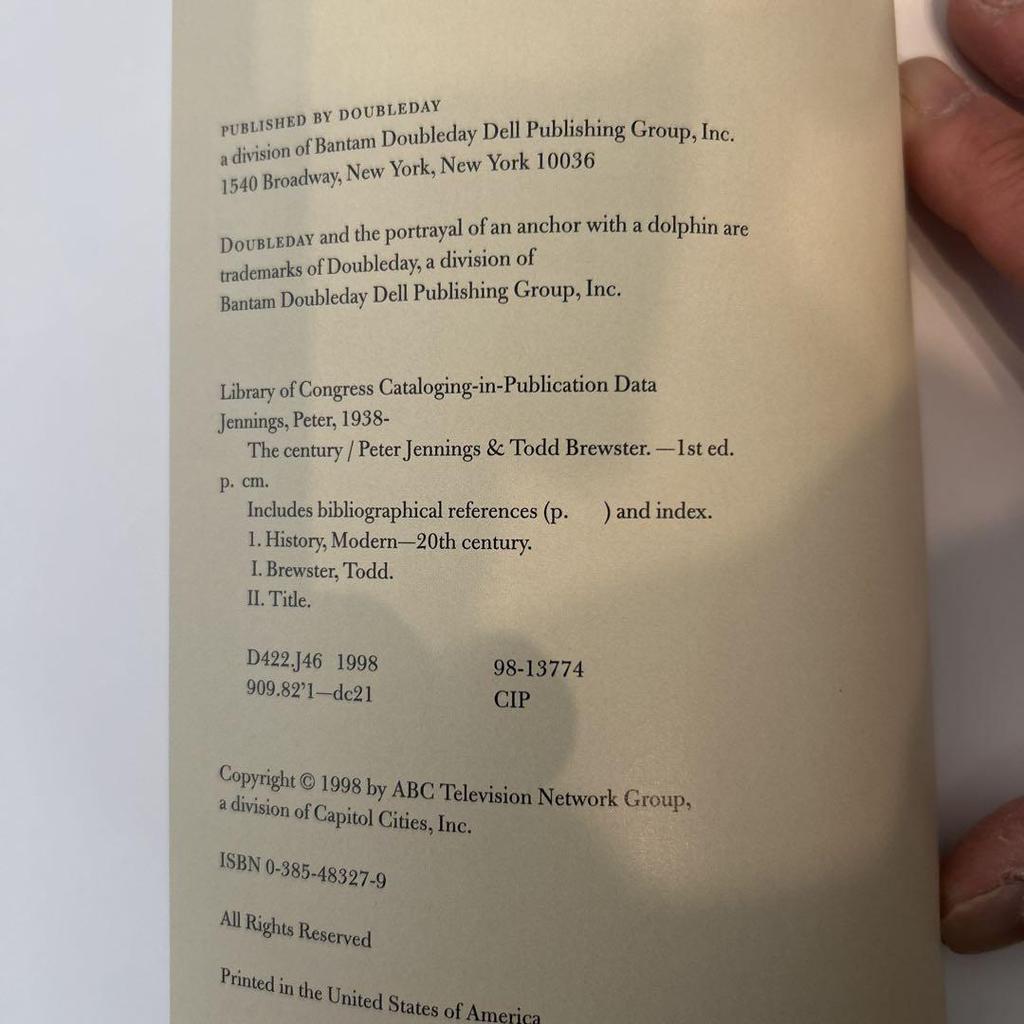 PUBLISHED BY DOUBLEDAY
a division of Bantam Doubleday Dell Publishing Group, Inc.
1540 Broadway, New York, New York 10036
DOUBLEDAY and the portrayal of an anchor with a dolphin are
trademarks of Doubleday, a division of
Bantam Doubleday Dell Publishing Group, Inc.
Library of Congress Cataloging-in-Publication Data
Jennings, Peter, 1938-
The century / Peter Jennings & Todd Brewster. —1st ed.
p. cm.
Includes bibliographical references (p. ) and index.
1. History, Modern—20th century.
I. Brewster, Todd.
II. Title.
D422.J46 1998 98-13774
909.82’1—dc21 CIP
Copyright © 1998 by ABC Television Network Group,
a division of Capitol Cities, Inc.
ISBN 0-385-48327-9
All Rights Reserved
Printed in the United States of America